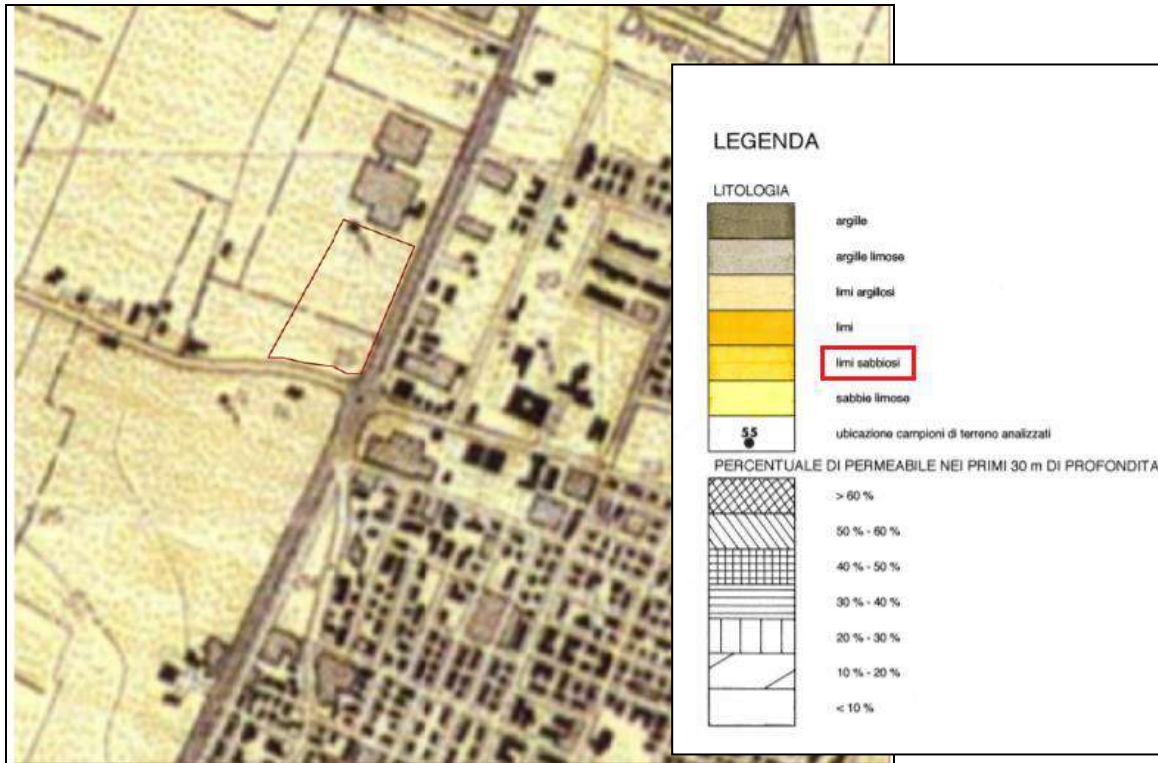 Diversi
LEGENDA
LITOLOGIA
argille
argille limose
limi argillosi
limi
limi sabbiosi
sabbie limose
55
ubicazione campioni di terreno analizzati
PERCENTUALE DI PERMEABILE NEI PRIMI 30 m DI PROFONDITA
> 60 %
50 % - 60 %
40 % - 50 %
30 % - 40 %
20 % - 30 %
10 % - 20 %
< 10 %